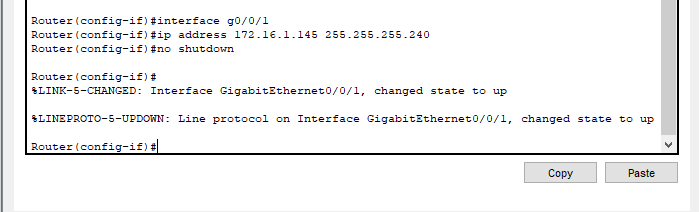 Router(config-if)#interface g0/0/1
Router(config-if)#ip address 172.16.1.145 255.255.255.240
Router(config-if)#no shutdown
Router(config-if)#
%LINK-5-CHANGED: Interface GigabitEthernet0/0/1, changed state to up
%LINEPROTO-5-UPDOWN: Line protocol on Interface GigabitEthernet0/0/1, changed state to up
Router(config-if)#
Copy
Paste